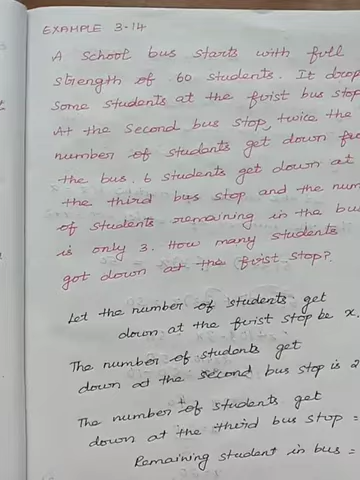 EXAMPLE 3-14
A School bus starts with full
strength of 60 students. It drop
some students at the first bus stop
At the second bus stop, twice the
number of students get down fr
the bus. 6 students get down at
the third bus stop and the num
of students remaining in the bu
is only 3. How many students
got down at the first stop?
Let the number of students get
down at the first stop be x.
The number of students get
down at the second bus stop is 2
The number of students get
down at the third bus stop =
Remaining student in bus =